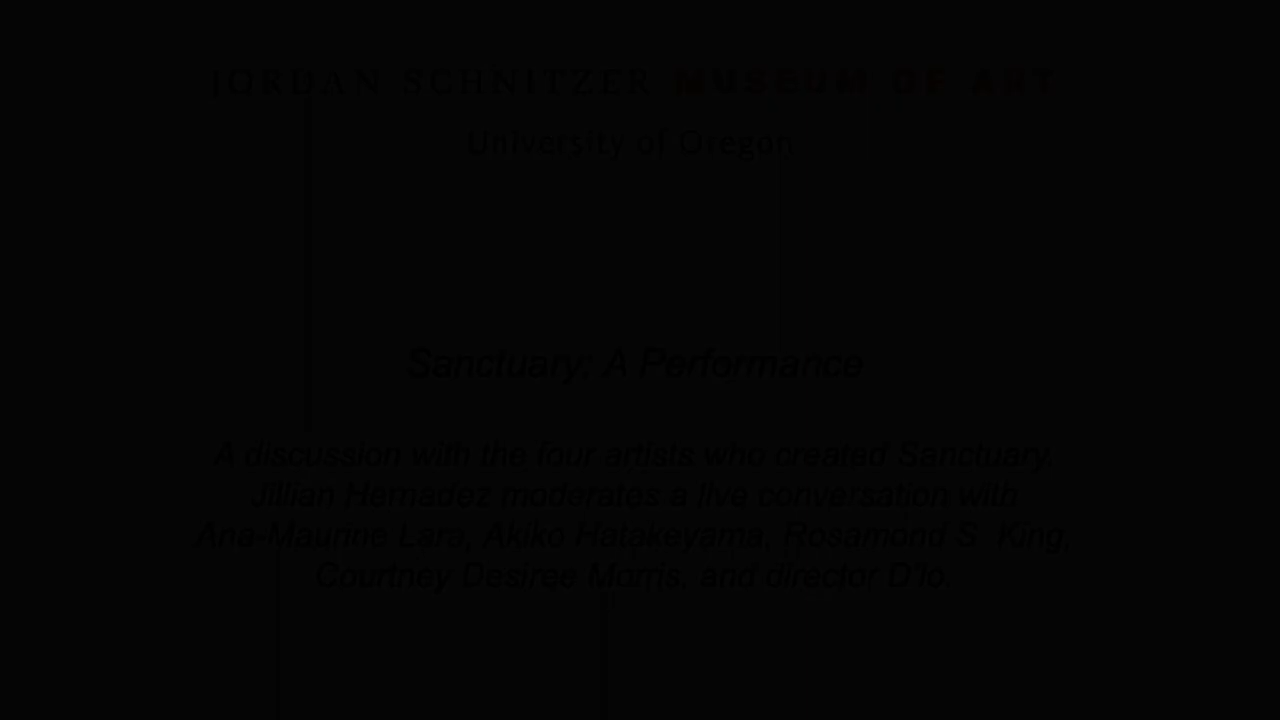 JORDAN SCHNITZER MUSEUM OF ART
University of Oregon
Sanctuary: A Performance
A discussion with the four artists who created Sanctuary.
Jillian Hernadez moderates a live conversation with
Ana-Maurine Lara, Akiko Hatakeyama, Rosamond S. King,
Courtney Desiree Morris, and director D'lo.